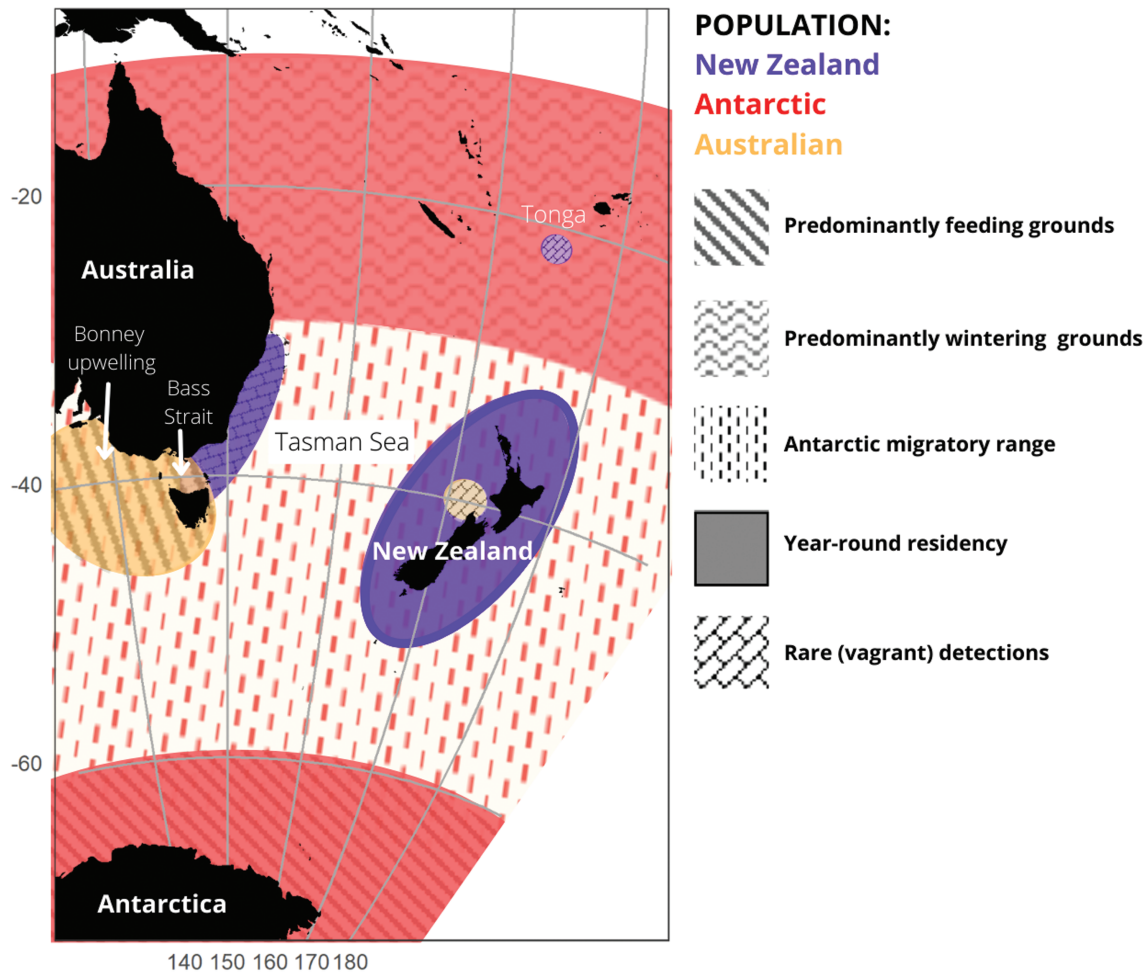 POPULATION:
New Zealand
Antarctic
Australian
-20
Tonga
Predominantly feeding grounds
Australia
Bonney
upwelling
Predominantly wintering  grounds
Bass
Strait
Tasman Sea
Antarctic migratory range
-40
New Zealand
Year-round residency
Rare (vagrant) detections
-60
Antarctica
140 150 160 170 180